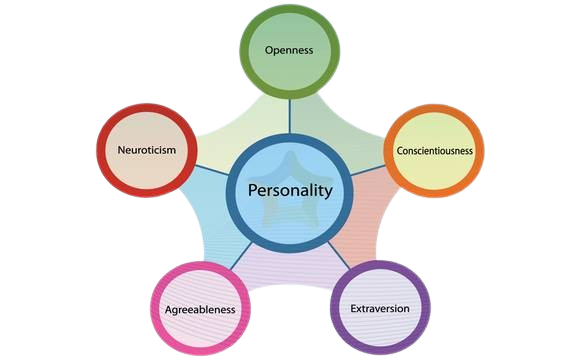 Openness
Neuroticism
Conscientiousness
Personality
Agreeableness
Extraversion